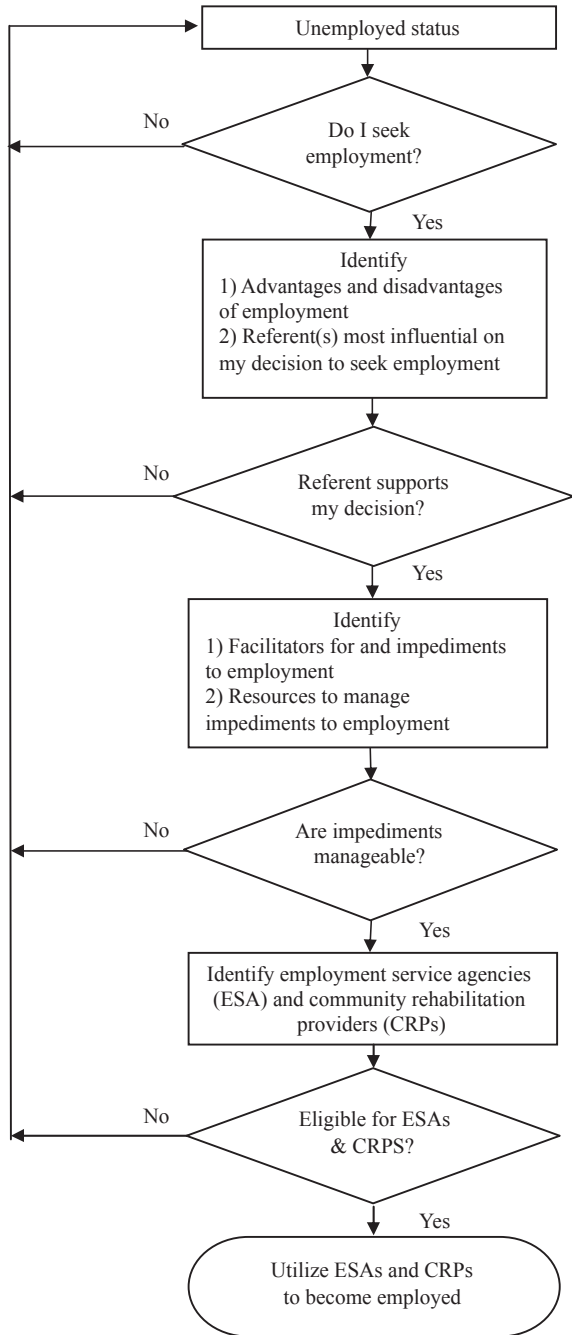 Unemployed status
No
Do I seek
employment?
Yes
Identify
1) Advantages and disadvantages
of employment
2) Referent(s) most influential on
my decision to seek employment
No
Referent supports
my decision?
Yes
Identify
1) Facilitators for and impediments
to employment
2) Resources to manage
impediments to employment
No
Are impediments
manageable?
Yes
Identify employment service agencies
(ESA) and community rehabilitation
providers (CRPs)
No
Eligible for ESAs
& CRPS?
Yes
Utilize ESAs and CRPs
to become employed